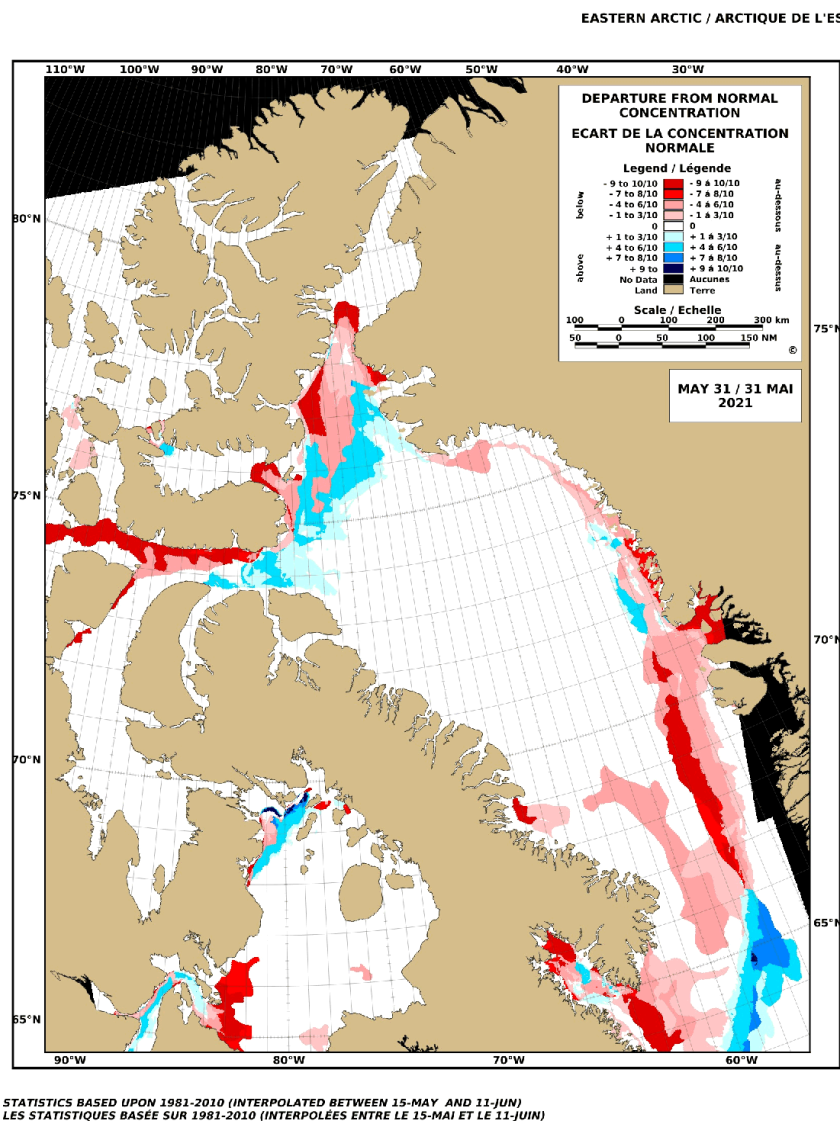 EASTERN ARCTIC / ARCTIQUE DE L'ES
110°W 100°W 90°W 80°W 70°W 60°W 50°W 40°W 30°W
DEPARTURE FROM NORMAL
CONCENTRATION
ECART DE LA CONCENTRATION
NORMALE
Legend / Légende
below
above
- 9 to 10/10 - 9 á 10/10
- 7 to 8/10 - 7 á 8/10
- 4 to 6/10 - 4 á 6/10
- 1 to 3/10 - 1 á 3/10
0 0
+ 1 to 3/10 + 1 á 3/10
+ 4 to 6/10 + 4 á 6/10
+ 7 to 8/10 + 7 á 8/10
+ 9 to + 9 á 10/10
No Data Aucunes
Land Terre
au-dessous
au-dessus
Scale / Echelle
100 0 100 200 300 km
50 0 50 100 150 NM
©
MAY 31 / 31 MAI
2021
80°N
75°N
75°N
70°N
70°N
65°N
65°N
90°W 80°W 70°W 60°W
STATISTICS BASED UPON 1981-2010 (INTERPOLATED BETWEEN 15-MAY AND 11-JUN)
LES STATISTIQUES BASÉE SUR 1981-2010 (INTERPOLÉES ENTRE LE 15-MAI ET LE 11-JUIN)